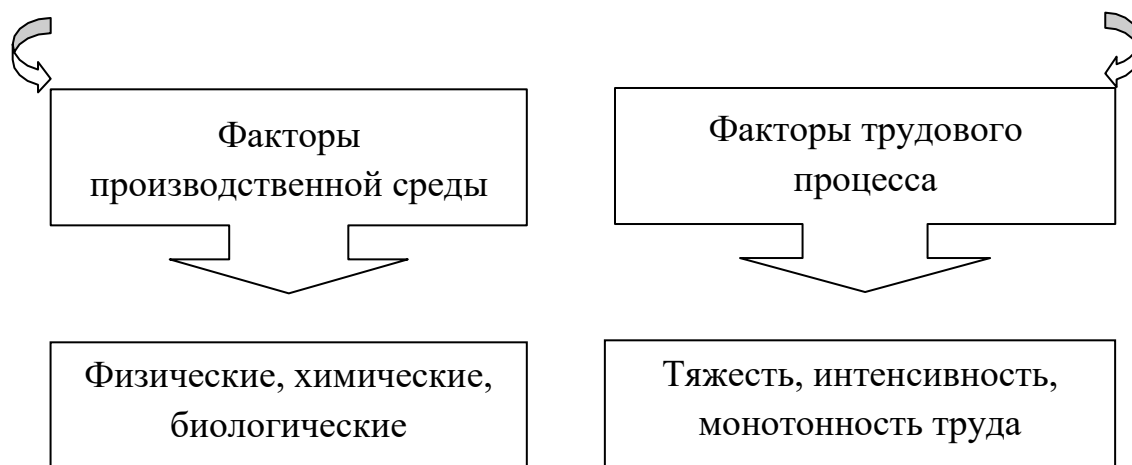 Факторы
производственной среды
Факторы трудового
процесса
Физические, химические,
биологические
Тяжесть, интенсивность,
монотонность труда